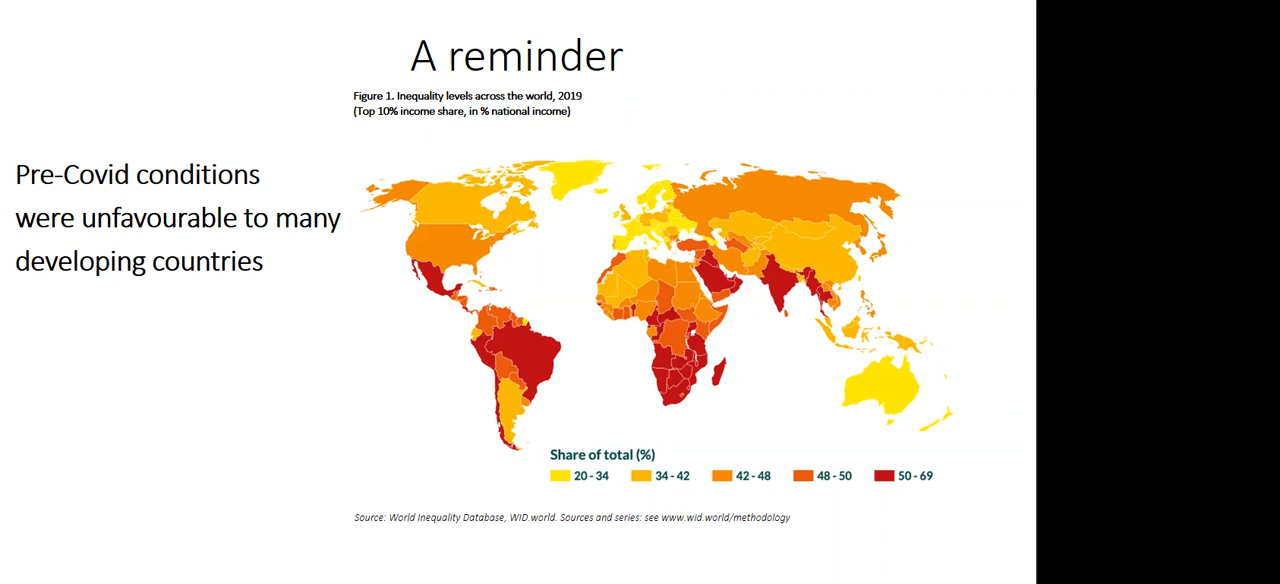 A reminder
Figure 1. Inequality levels across the world, 2019
(Top 10% income share, in % national income)
Pre-Covid conditions
were unfavourable to many
developing countries
Share of total (%)
20 - 34 34 - 42 42 - 48 48 - 50 50 - 69
Source: World Inequality Database, WID.world. Sources and series: see www.wid.world/methodology